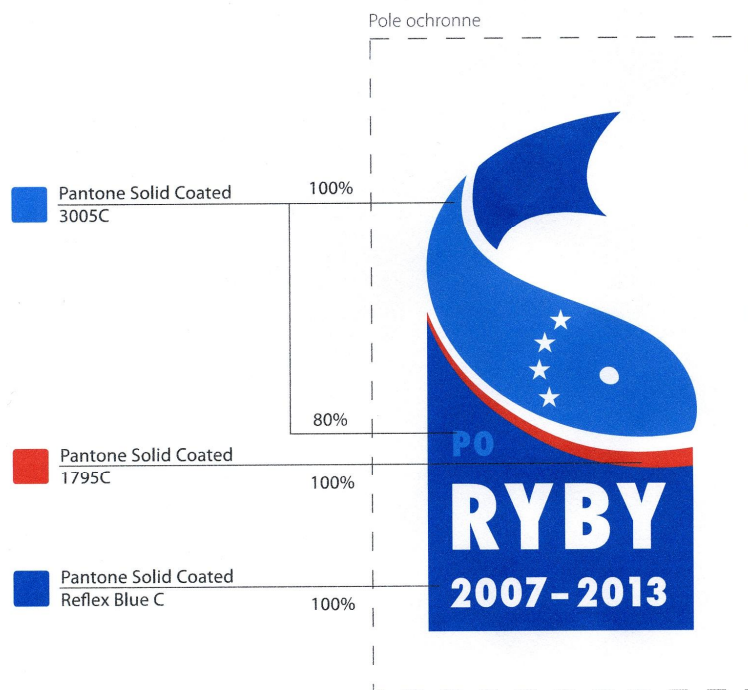 Pole ochronne
Pantone Solid Coated
3005C
100%
80%
Pantone Solid Coated
1795C
100%
Pantone Solid Coated
Reflex Blue C
100%
PO
RYBY
2007–2013